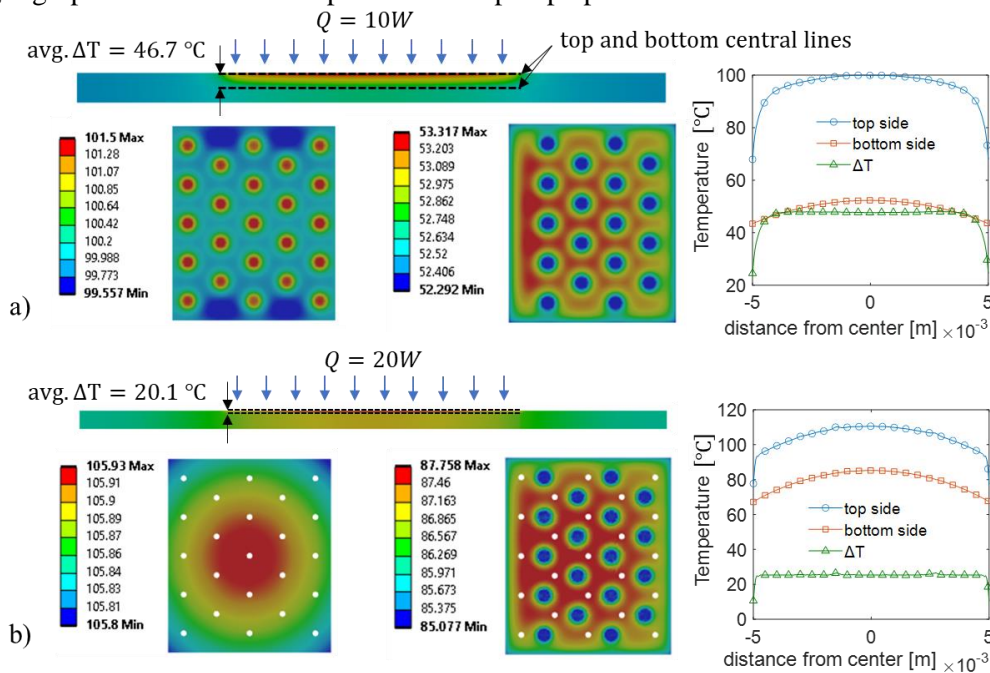 Q = 10W
avg. ΔT = 46.7 °C
top and bottom central lines
101.5 Max
101.28
101.07
100.85
100.64
100.42
100.2
99.988
99.773
99.557 Min
53.317 Max
53.203
53.089
52.975
52.862
52.748
52.634
52.52
52.406
52.292 Min
Temperature [°C]
100
80
60
40
20
top side
bottom side
ΔT
-5
0
5
distance from center [m] ×10⁻³
a)
Q = 20W
avg. ΔT = 20.1 °C
105.93 Max
105.91
105.9
105.89
105.87
105.86
105.84
105.83
105.81
105.8 Min
87.758 Max
87.46
87.163
86.865
86.567
86.269
85.971
85.673
85.375
85.077 Min
Temperature [°C]
120
100
80
60
40
20
0
top side
bottom side
ΔT
-5
0
5
distance from center [m] ×10⁻³
b)